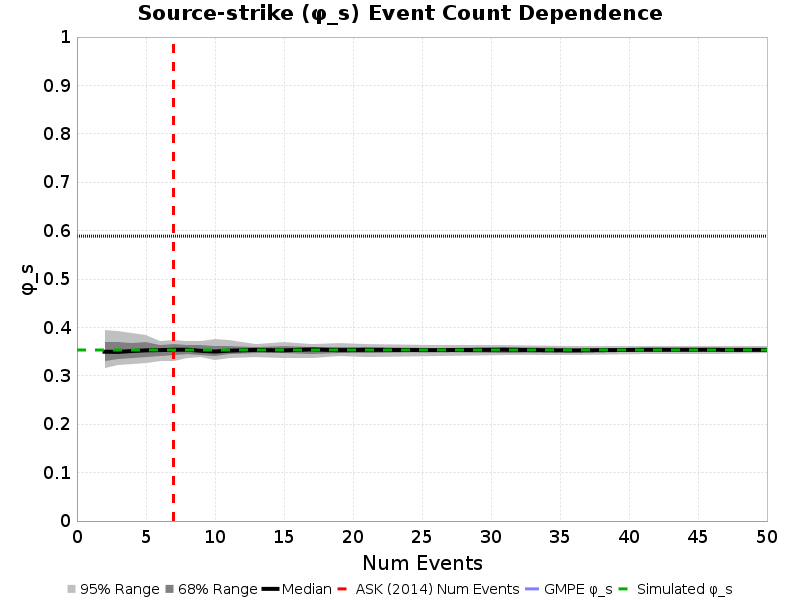 Source-strike (φ_s) Event Count Dependence
1
0.9
0.8
0.7
0.6
0.5
0.4
0.3
0.2
0.1
0
φ_s
0 5 10 15 20 25 30 35 40 45 50
Num Events
95% Range 68% Range Median ASK (2014) Num Events GMPE φ_s Simulated φ_s